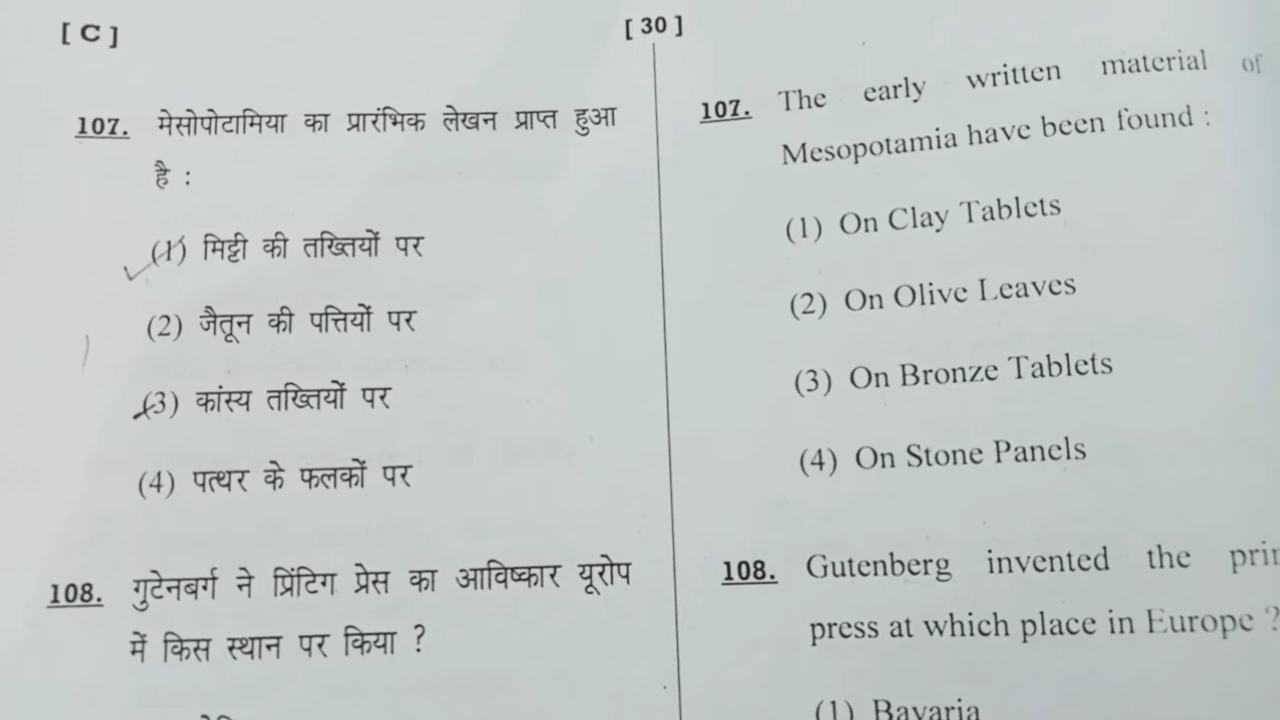 [ C ]
[ 30 ]
107. मेसोपोटामिया का प्रारंभिक लेखन प्राप्त हुआ
है :
(1) मिट्टी की तख्तियों पर
(2) जैतून की पत्तियों पर
(3) कांस्य तख्तियों पर
(4) पत्थर के फलकों पर
108. गुटेनबर्ग ने प्रिंटिग प्रेस का आविष्कार यूरोप
में किस स्थान पर किया ?
107. The early written material of
Mesopotamia have been found :
(1) On Clay Tablets
(2) On Olive Leaves
(3) On Bronze Tablets
(4) On Stone Panels
108. Gutenberg invented the
press at which place in Europe ?
(1) Bavaria